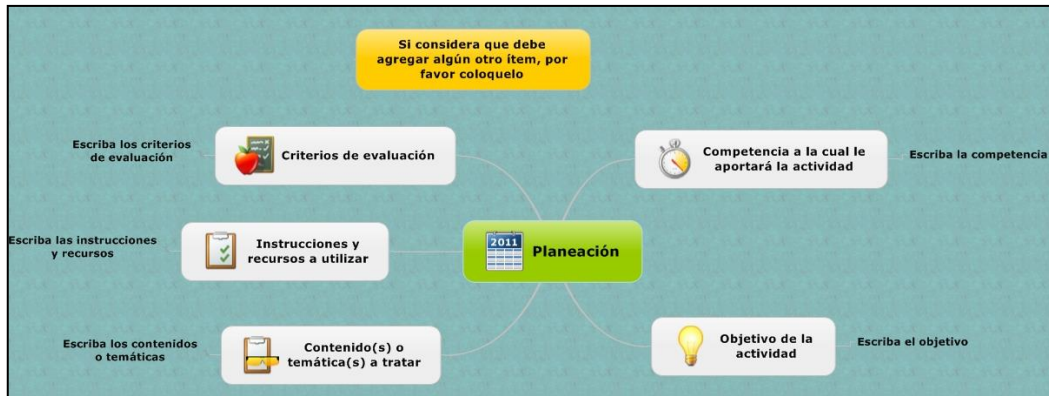 Si considera que debe
agregar algún otro ítem, por
favor coloquelo
Escriba los criterios
de evaluación
Criterios de evaluación
Competencia a la cual le
aportará la actividad
Escriba la competencia
Escriba las instrucciones
y recursos
Instrucciones y
recursos a utilizar
2011
Planeación
Escriba los contenidos
o temáticas
Contenido(s) o
temática(s) a tratar
Objetivo de la
actividad
Escriba el objetivo